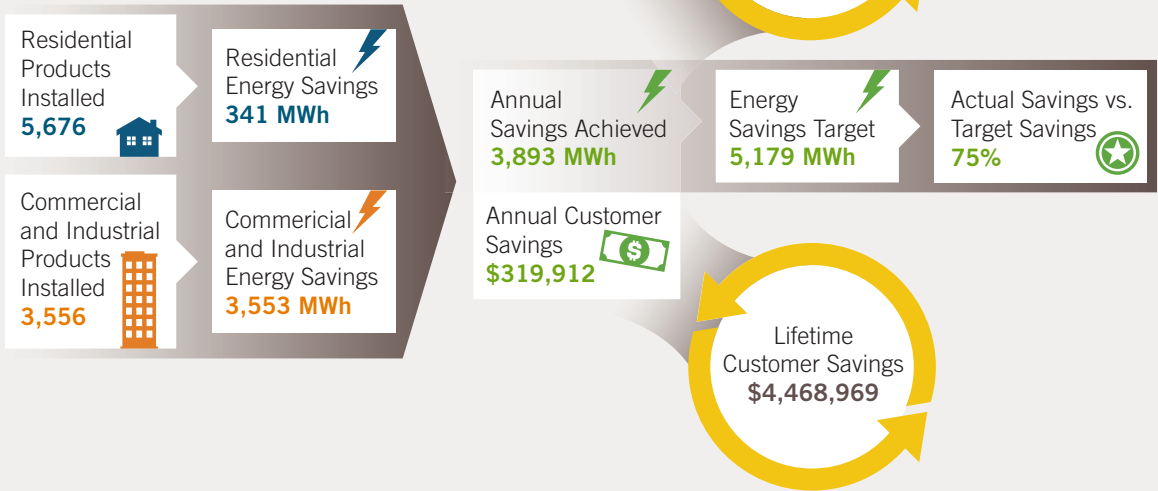 Residential
Products
Installed
5,676
Residential
Energy Savings
341 MWh
Commercial
and Industrial
Products
Installed
3,556
Commericial
and Industrial
Energy Savings
3,553 MWh
Annual
Savings Achieved
3,893 MWh
Annual Customer
Savings
$319,912
Energy
Savings Target
5,179 MWh
Actual Savings vs.
Target Savings
75%
Lifetime
Customer Savings
$4,468,969